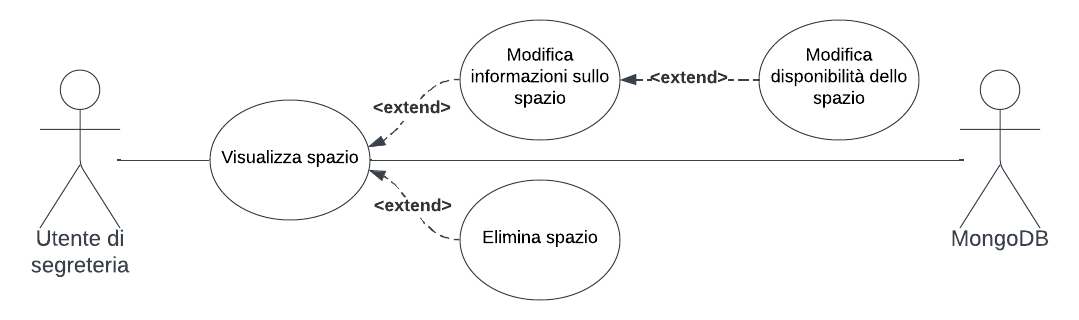 Modifica
informazioni sullo
spazio
<extend>
Modifica
disponibilità dello
spazio
<extend>
Visualizza spazio
<extend>
Elimina spazio
Utente di
segreteria
MongoDB